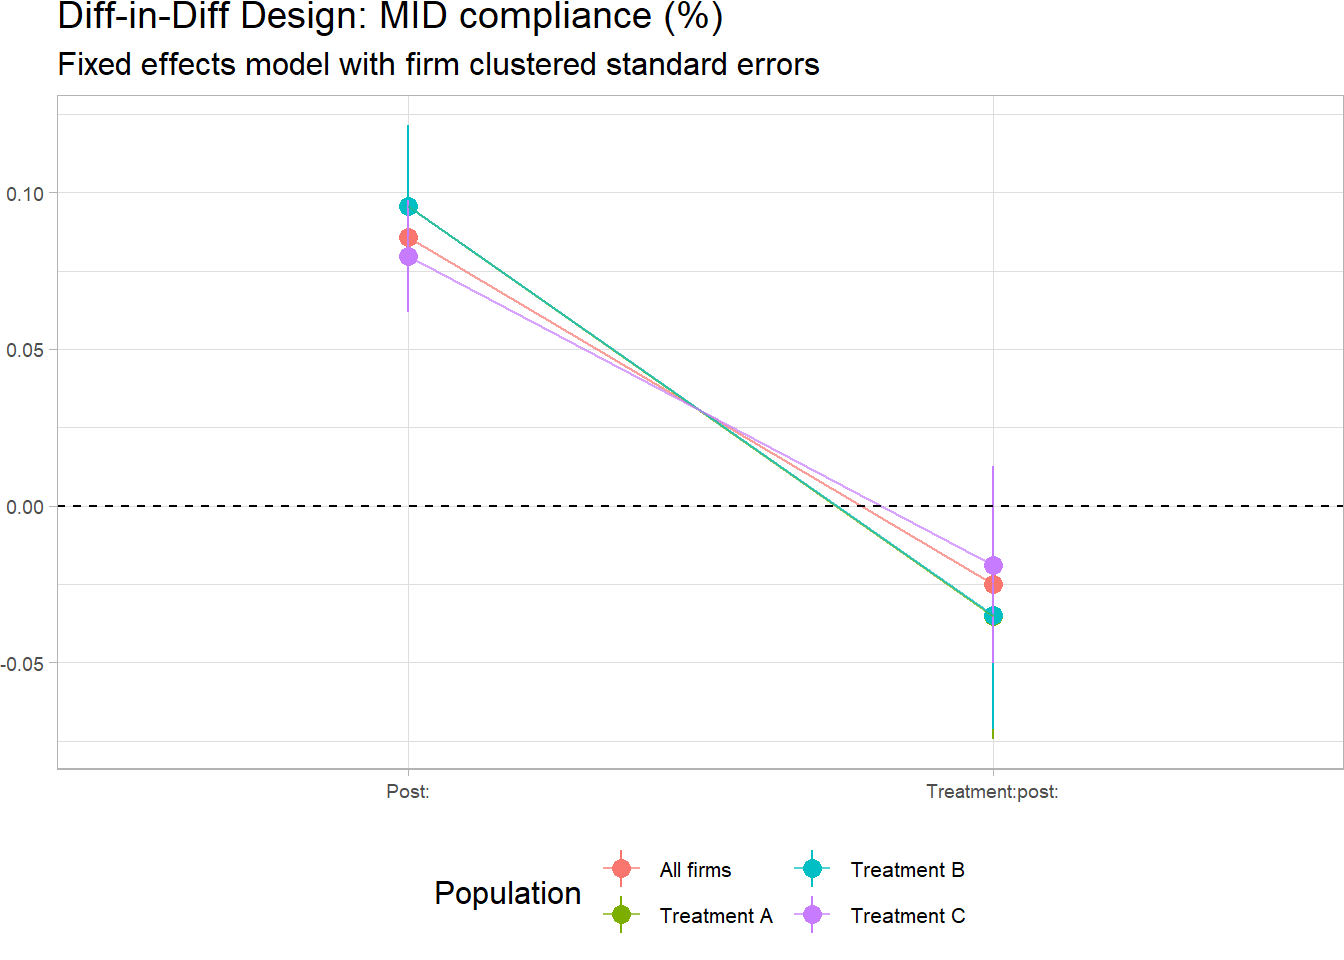 Diff-in-Diff Design: MID compliance (%)
Fixed effects model with firm clustered standard errors
0.10
0.05
0.00
-0.05
Post:
Treatment:post:
Population
All firms
Treatment A
Treatment B
Treatment C